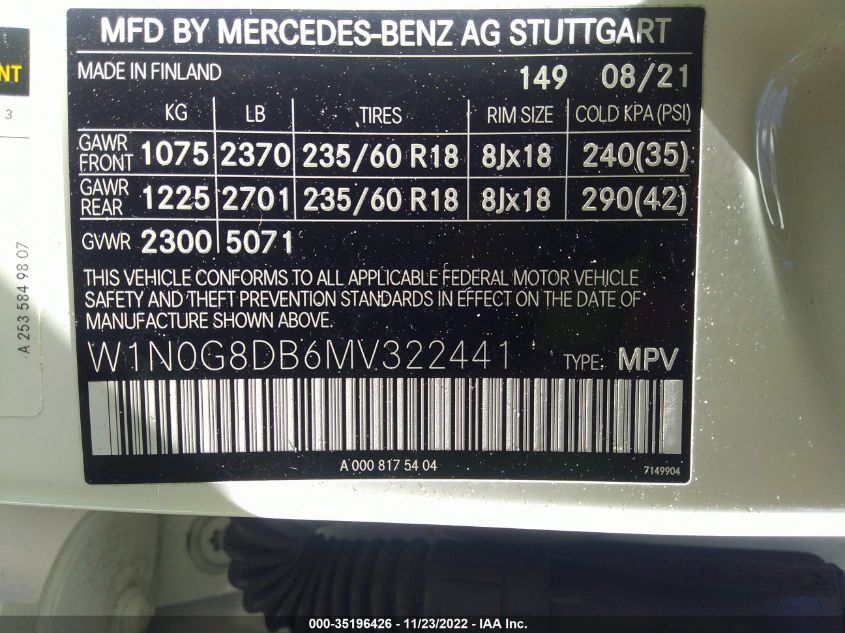 MFD BY MERCEDES-BENZ AG STUTTGART
MADE IN FINLAND 149 08/21
KG LB TIRES RIM SIZE COLD KPA (PSI)
GAWR FRONT 1075 2370 235/60 R18 8Jx18 240(35)
GAWR REAR 1225 2701 235/60 R18 8Jx18 290(42)
GVWR 2300 5071
THIS VEHICLE CONFORMS TO ALL APPLICABLE FEDERAL MOTOR VEHICLE
SAFETY AND THEFT PREVENTION STANDARDS IN EFFECT ON THE DATE OF
MANUFACTURE SHOWN ABOVE.
W1N0G8DB6MV322441 TYPE: MPV
A 000 817 54 04 7149904
A 253 584 98 07
3
000-35196426 - 11/23/2022 - IAA Inc.